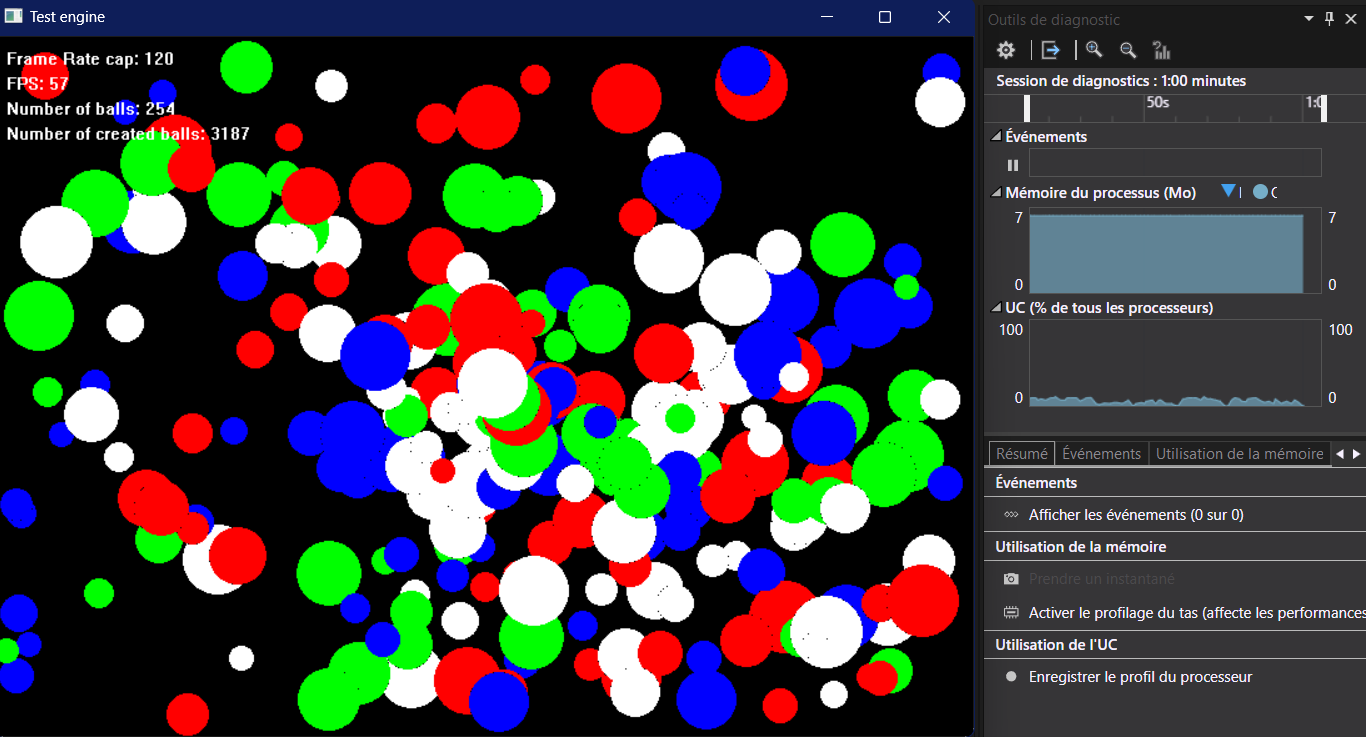 Test engine
Frame Rate cap: 120
FPS: 57
Number of balls: 254
Number of created balls: 3187
Outils de diagnostic
Session de diagnostics : 1:00 minutes
50s
1:0
Événements
Mémoire du processus (Mo)
7
7
0
0
UC (% de tous les processeurs)
100
100
0
0
Résumé
Événements
Utilisation de la mémoire
Événements
Afficher les événements (0 sur 0)
Utilisation de la mémoire
Prendre un instantané
Activer le profilage du tas (affecte les performances
Utilisation de l'UC
Enregistrer le profil du processeur